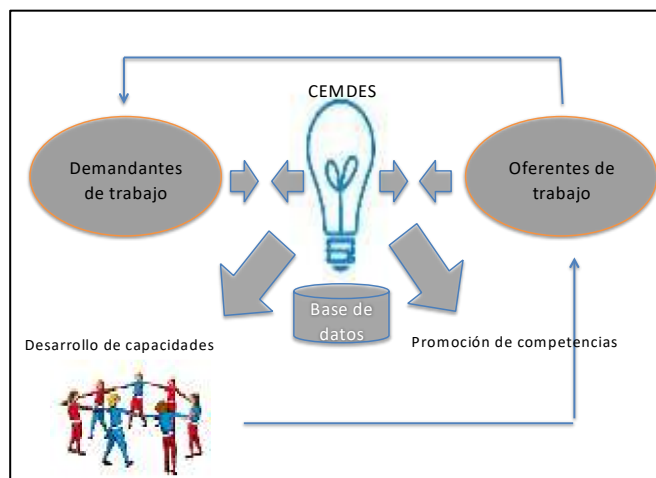 CEMDES
Demandantes
de trabajo
Oferentes de
trabajo
Base de
datos
Desarrollo de capacidades
Promoción de competencias